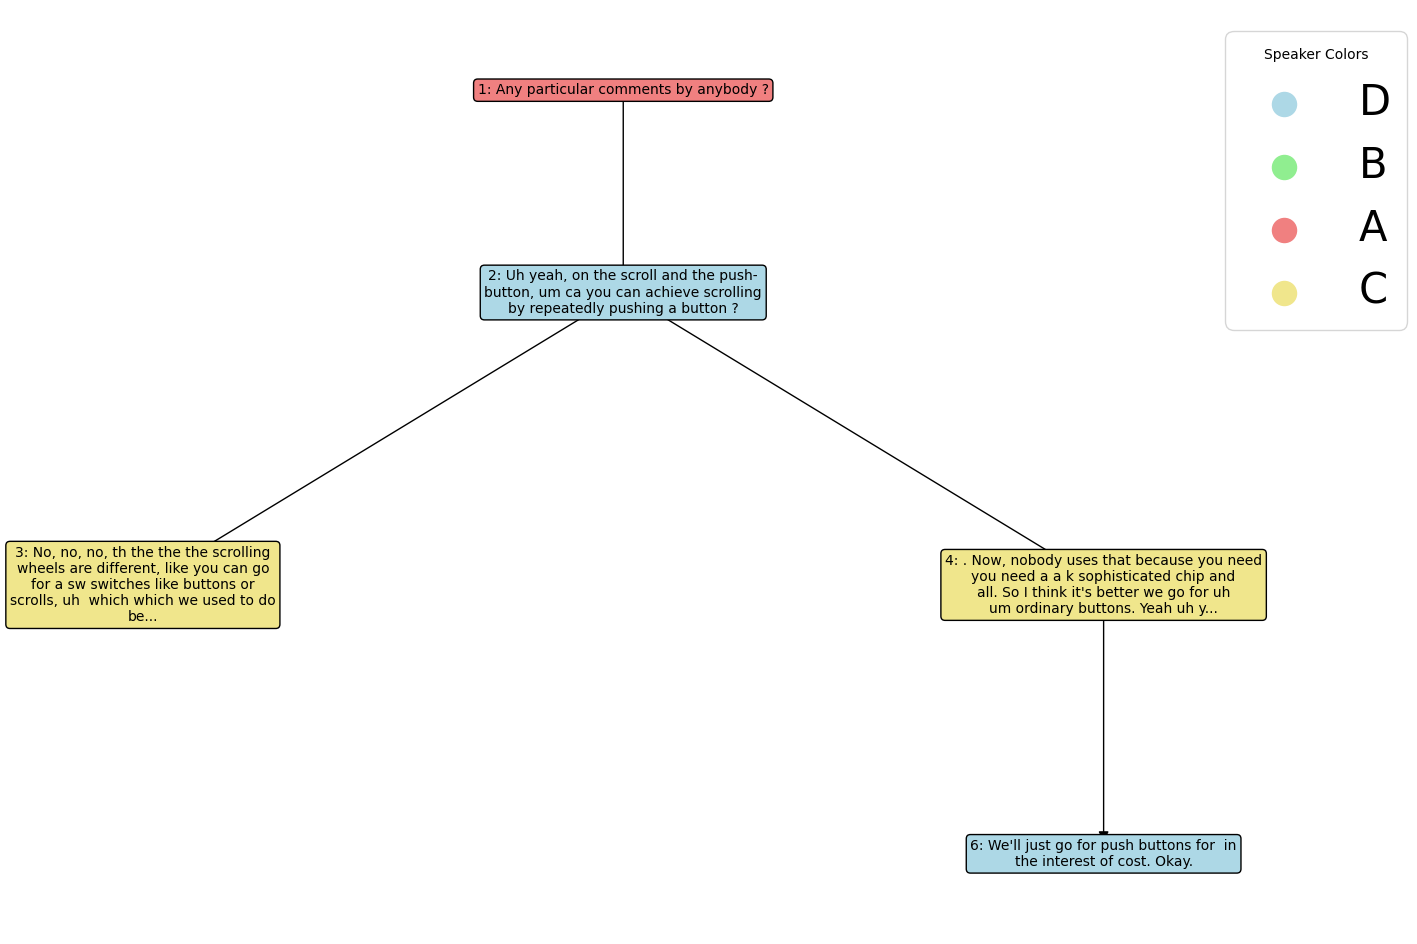 1: Any particular comments by anybody ?
2: Uh yeah, on the scroll and the push-
button, um ca you can achieve scrolling
by repeatedly pushing a button ?
3: No, no, no, th the the the scrolling
wheels are different, like you can go
for a sw switches like buttons or
scrolls, uh  which which we used to do
be...
4: . Now, nobody uses that because you need
you need a a k sophisticated chip and
all. So I think it's better we go for uh
um ordinary buttons. Yeah uh y...
6: We'll just go for push buttons for  in
the interest of cost. Okay.
Speaker Colors
D
B
A
C